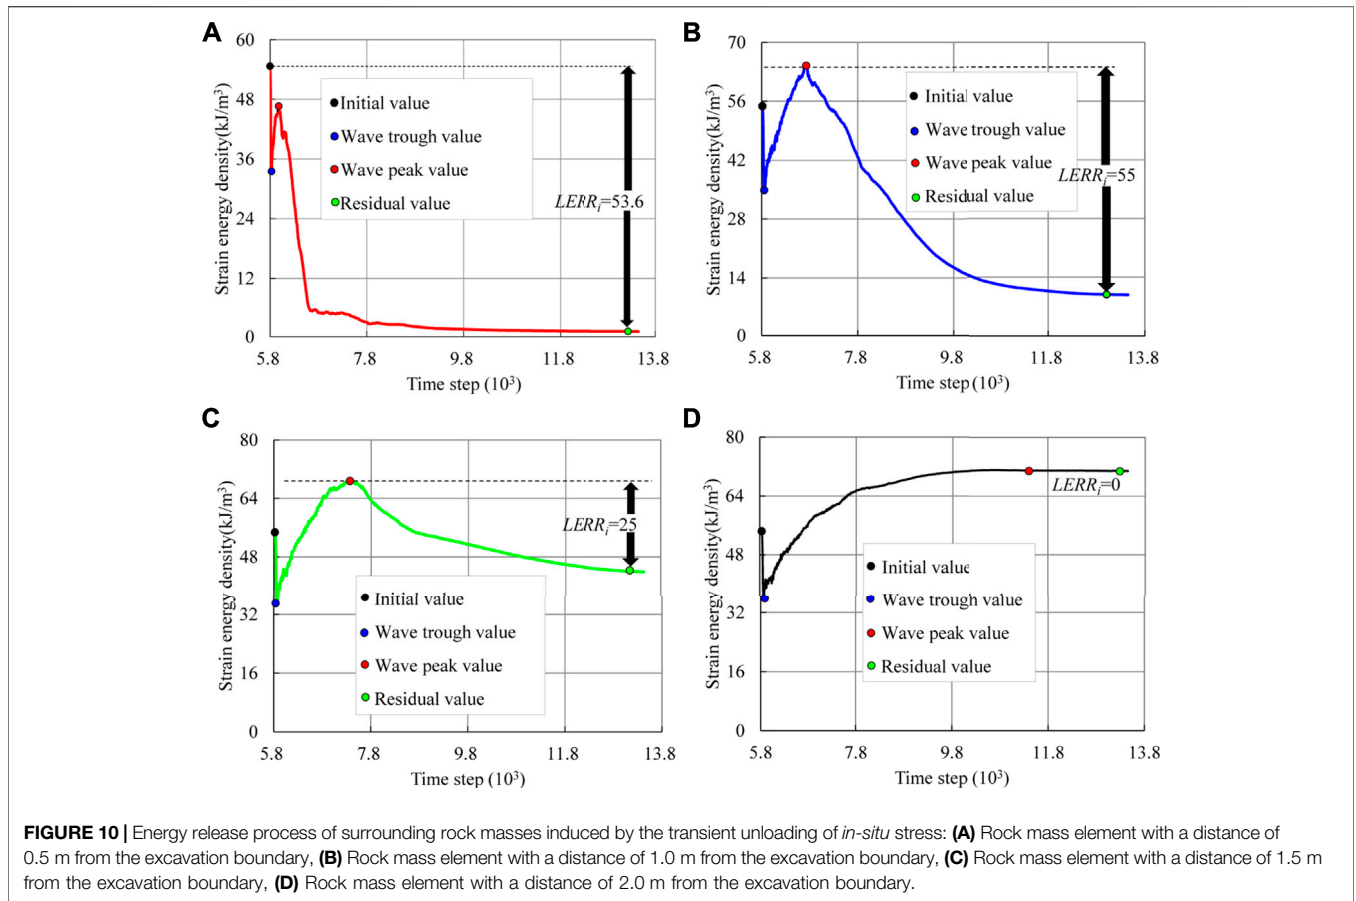 A
60
48
36
24
12
0
Strain energy density(kJ/m³)
Initial value
Wave trough value
Wave peak value
Residual value
LERRi=53.6
5.8 7.8 9.8 11.8 13.8
Time step (10³)
B
70
56
42
28
14
0
Strain energy density(kJ/m³)
Initial value
Wave trough value
Wave peak value
Residual value
LERRi=55
5.8 7.8 9.8 11.8 13.8
Time step (10³)
C
80
64
48
32
16
0
Strain energy density(kJ/m³)
LERRi=25
Initial value
Wave trough value
Wave peak value
Residual value
5.8 7.8 9.8 11.8 13.8
Time step (10³)
D
80
64
48
32
16
0
Strain energy density(kJ/m³)
LERRi=0
Initial value
Wave trough value
Wave peak value
Residual value
5.8 7.8 9.8 11.8 13.8
Time step (10³)
FIGURE 10 | Energy release process of surrounding rock masses induced by the transient unloading of in-situ stress: (A) Rock mass element with a distance of
0.5 m from the excavation boundary, (B) Rock mass element with a distance of 1.0 m from the excavation boundary, (C) Rock mass element with a distance of 1.5 m
from the excavation boundary, (D) Rock mass element with a distance of 2.0 m from the excavation boundary.